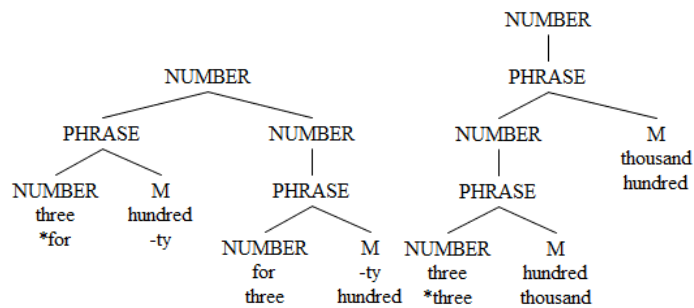 NUMBER
NUMBER PHRASE
PHRASE NUMBER NUMBER M
thousand
hundred
NUMBER M PHRASE PHRASE
three hundred
*for -ty
NUMBER M NUMBER M
for -ty three hundred
three hundred *three thousand